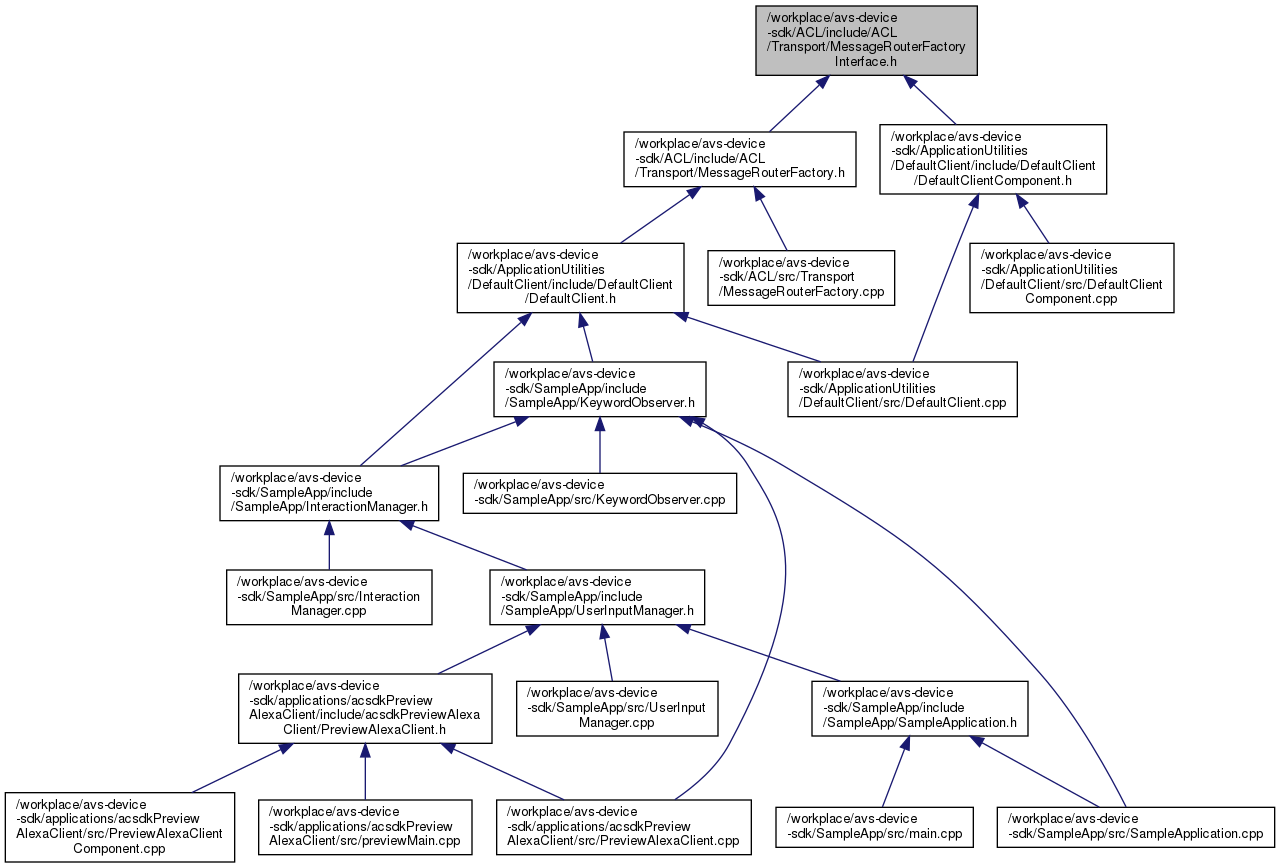 /workplace/avs-device
-sdk/ACL/include/ACL
/Transport/MessageRouterFactory
Interface.h
/workplace/avs-device
-sdk/ACL/include/ACL
/Transport/MessageRouterFactory.h
/workplace/avs-device
-sdk/ApplicationUtilities
/DefaultClient/include/DefaultClient
/DefaultClientComponent.h
/workplace/avs-device
-sdk/ApplicationUtilities
/DefaultClient/include/DefaultClient
/DefaultClient.h
/workplace/avs-device
-sdk/ACL/src/Transport
/MessageRouterFactory.cpp
/workplace/avs-device
-sdk/ApplicationUtilities
/DefaultClient/src/DefaultClient
Component.cpp
/workplace/avs-device
-sdk/SampleApp/include
/SampleApp/KeywordObserver.h
/workplace/avs-device
-sdk/ApplicationUtilities
/DefaultClient/src/DefaultClient.cpp
/workplace/avs-device
-sdk/SampleApp/include
/SampleApp/InteractionManager.h
/workplace/avs-device
-sdk/SampleApp/src/KeywordObserver.cpp
/workplace/avs-device
-sdk/SampleApp/src/Interaction
Manager.cpp
/workplace/avs-device
-sdk/SampleApp/include
/SampleApp/UserInputManager.h
/workplace/avs-device
-sdk/applications/acsdkPreview
AlexaClient/include/acsdkPreviewAlexa
Client/PreviewAlexaClient.h
/workplace/avs-device
-sdk/SampleApp/src/UserInput
Manager.cpp
/workplace/avs-device
-sdk/SampleApp/include
/SampleApp/SampleApplication.h
/workplace/avs-device
-sdk/applications/acsdkPreview
AlexaClient/src/PreviewAlexaClient
Component.cpp
/workplace/avs-device
-sdk/applications/acsdkPreview
AlexaClient/src/previewMain.cpp
/workplace/avs-device
-sdk/applications/acsdkPreview
AlexaClient/src/PreviewAlexaClient.cpp
/workplace/avs-device
-sdk/SampleApp/src/main.cpp
/workplace/avs-device
-sdk/SampleApp/src/SampleApplication.cpp